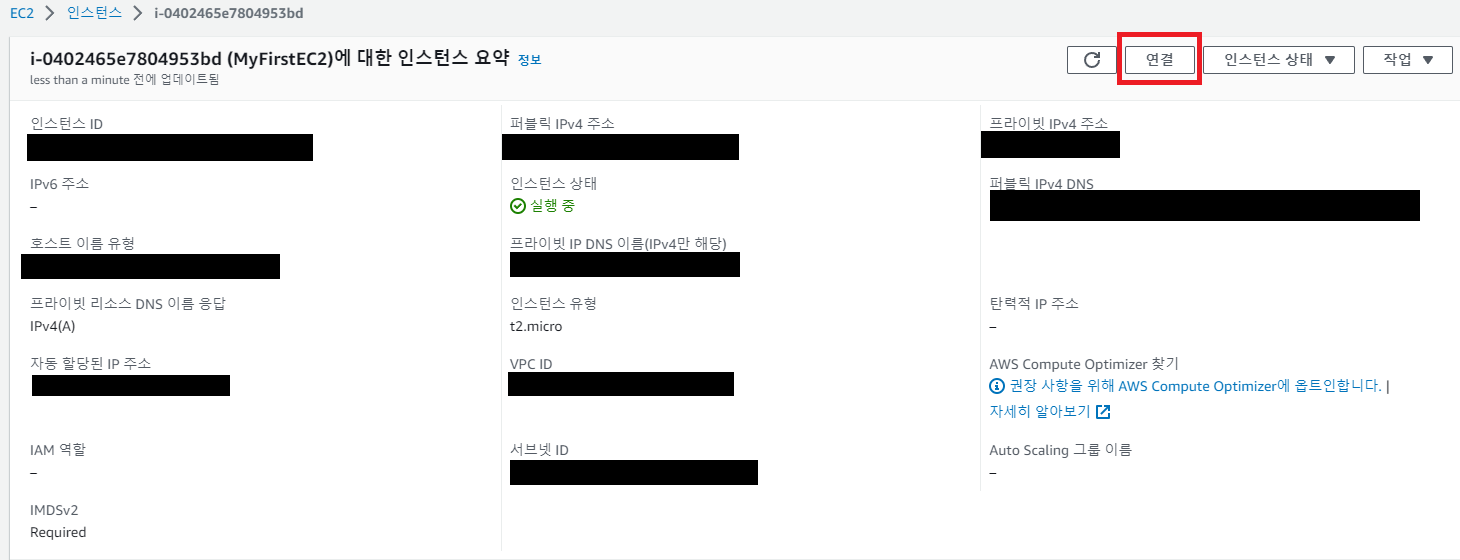 EC2 > 인스턴스 > i-0402465e7804953bd
i-0402465e7804953bd (MyFirstEC2)에 대한 인스턴스 요약 정보
less than a minute 전에 업데이트됨
연결
인스턴스 상태 ▼
작업 ▼
인스턴스 ID
퍼블릭 IPv4 주소
프라이빗 IPv4 주소
IPv6 주소
–
인스턴스 상태
실행 중
퍼블릭 IPv4 DNS
호스트 이름 유형
프라이빗 IP DNS 이름(IPv4만 해당)
프라이빗 리소스 DNS 이름 응답
IPv4(A)
인스턴스 유형
t2.micro
탄력적 IP 주소
–
자동 할당된 IP 주소
VPC ID
AWS Compute Optimizer 찾기
권장 사항을 위해 AWS Compute Optimizer에 옵트인합니다. |
자세히 알아보기
IAM 역할
–
서브넷 ID
Auto Scaling 그룹 이름
–
IMDSv2
Required